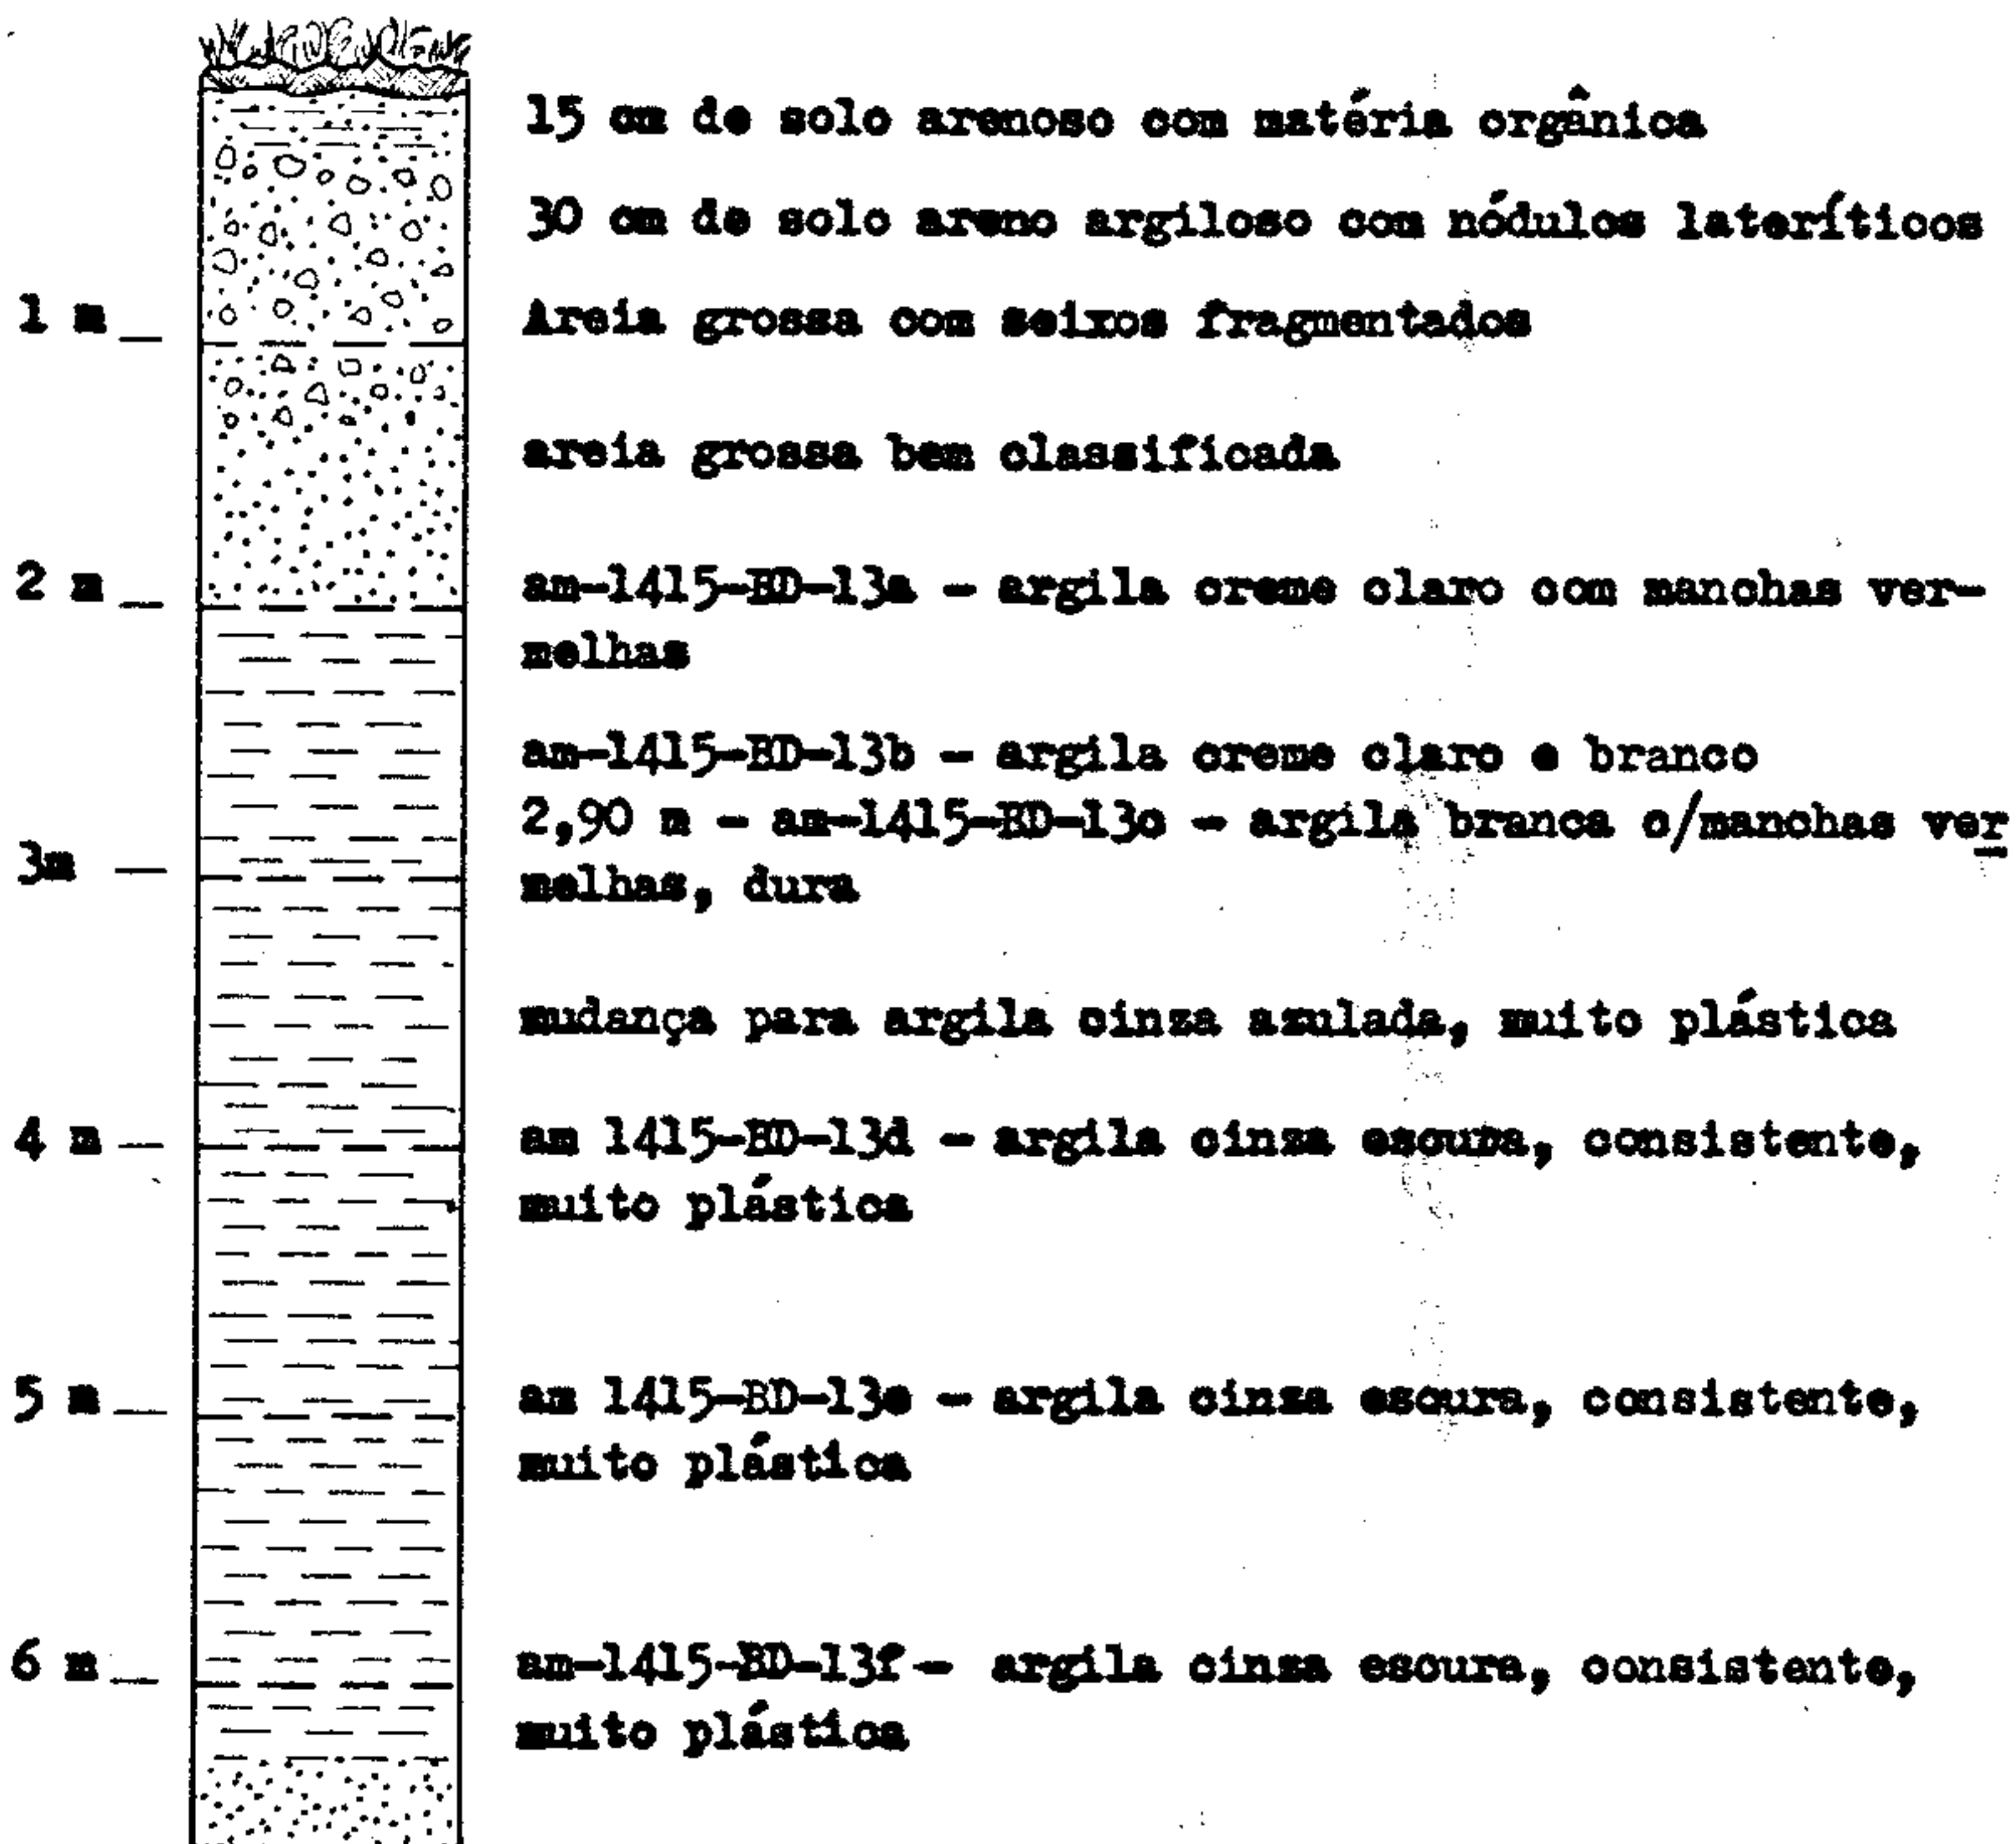 15 cm de solo arenoso com matéria orgânica
30 cm de solo areno argiloso com nódulos lateríticos
1 m Areia grossa com seixos fragmentados
areia grossa bem classificada
2 m am-1415-BD-13a - argila creme claro com manchas ver-
melhas
am-1415-BD-13b - argila creme claro e branco
2,90 m - am-1415-BD-13c - argila branca c/manchas ver
3m melhas, dura
mudança para argila cinza azulada, muito plástica
4 m am 1415-BD-13d - argila cinza escura, consistente,
muito plástica
5 m am 1415-BD-13e - argila cinza escura, consistente,
muito plástica
6 m am-1415-BD-13f - argila cinza escura, consistente,
muito plástica